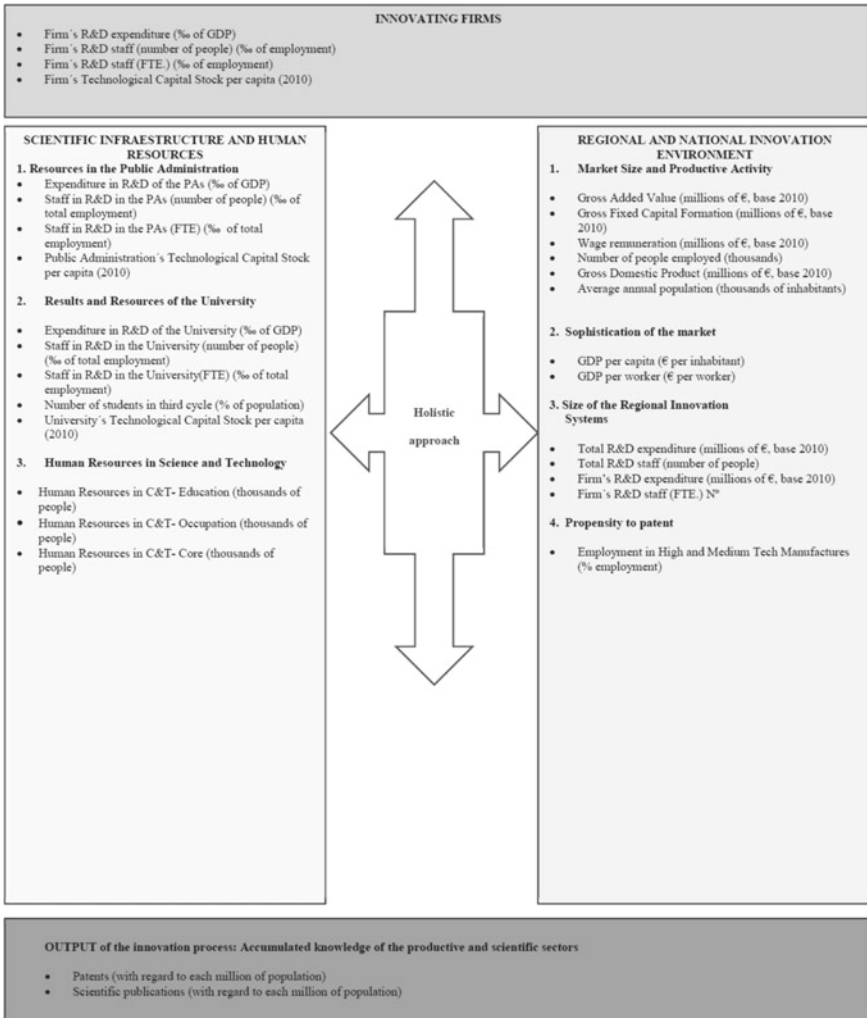 INNOVATING FIRMS
• Firm´s R&D expenditure (‰ of GDP)
• Firm´s R&D staff (number of people) (‰ of employment)
• Firm´s R&D staff (FTE.) (‰ of employment)
• Firm´s Technological Capital Stock per capita (2010)
SCIENTIFIC INFRAESTRUCTURE AND HUMAN
RESOURCES
1. Resources in the Public Administration
• Expenditure in R&D of the PAs (‰ of GDP)
• Staff in R&D in the PAs (number of people) (‰ of
total employment)
• Staff in R&D in the PAs (FTE) (‰ of total
employment)
• Public Administration´s Technological Capital Stock
per capita (2010)
2. Results and Resources of the University
• Expenditure in R&D of the University (‰ of GDP)
• Staff in R&D in the University (number of people)
(‰ of total employment)
• Staff in R&D in the University(FTE) (‰ of total
employment)
• Number of students in third cycle (% of population)
• University´s Technological Capital Stock per capita
(2010)
3. Human Resources in Science and Technology
• Human Resources in C&T- Education (thousands of
people)
• Human Resources in C&T- Occupation (thousands of
people)
• Human Resources in C&T- Core (thousands of
people)
Holistic
approach
REGIONAL AND NATIONAL INNOVATION
ENVIRONMENT
1. Market Size and Productive Activity
• Gross Added Value (millions of €, base 2010)
• Gross Fixed Capital Formation (millions of €, base
2010)
• Wage remuneration (millions of €, base 2010)
• Number of people employed (thousands)
• Gross Domestic Product (millions of €, base 2010)
• Average annual population (thousands of inhabitants)
2. Sophistication of the market
• GDP per capita (€ per inhabitant)
• GDP per worker (€ per worker)
3. Size of the Regional Innovation
Systems
• Total R&D expenditure (millions of €, base 2010)
• Total R&D staff (number of people)
• Firm's R&D expenditure (millions of €, base 2010)
• Firm´s R&D staff (FTE.) Nº
4. Propensity to patent
• Employment in High and Medium Tech Manufactures
(% employment)
OUTPUT of the innovation process: Accumulated knowledge of the productive and scientific sectors
• Patents (with regard to each million of population)
• Scientific publications (with regard to each million of population)